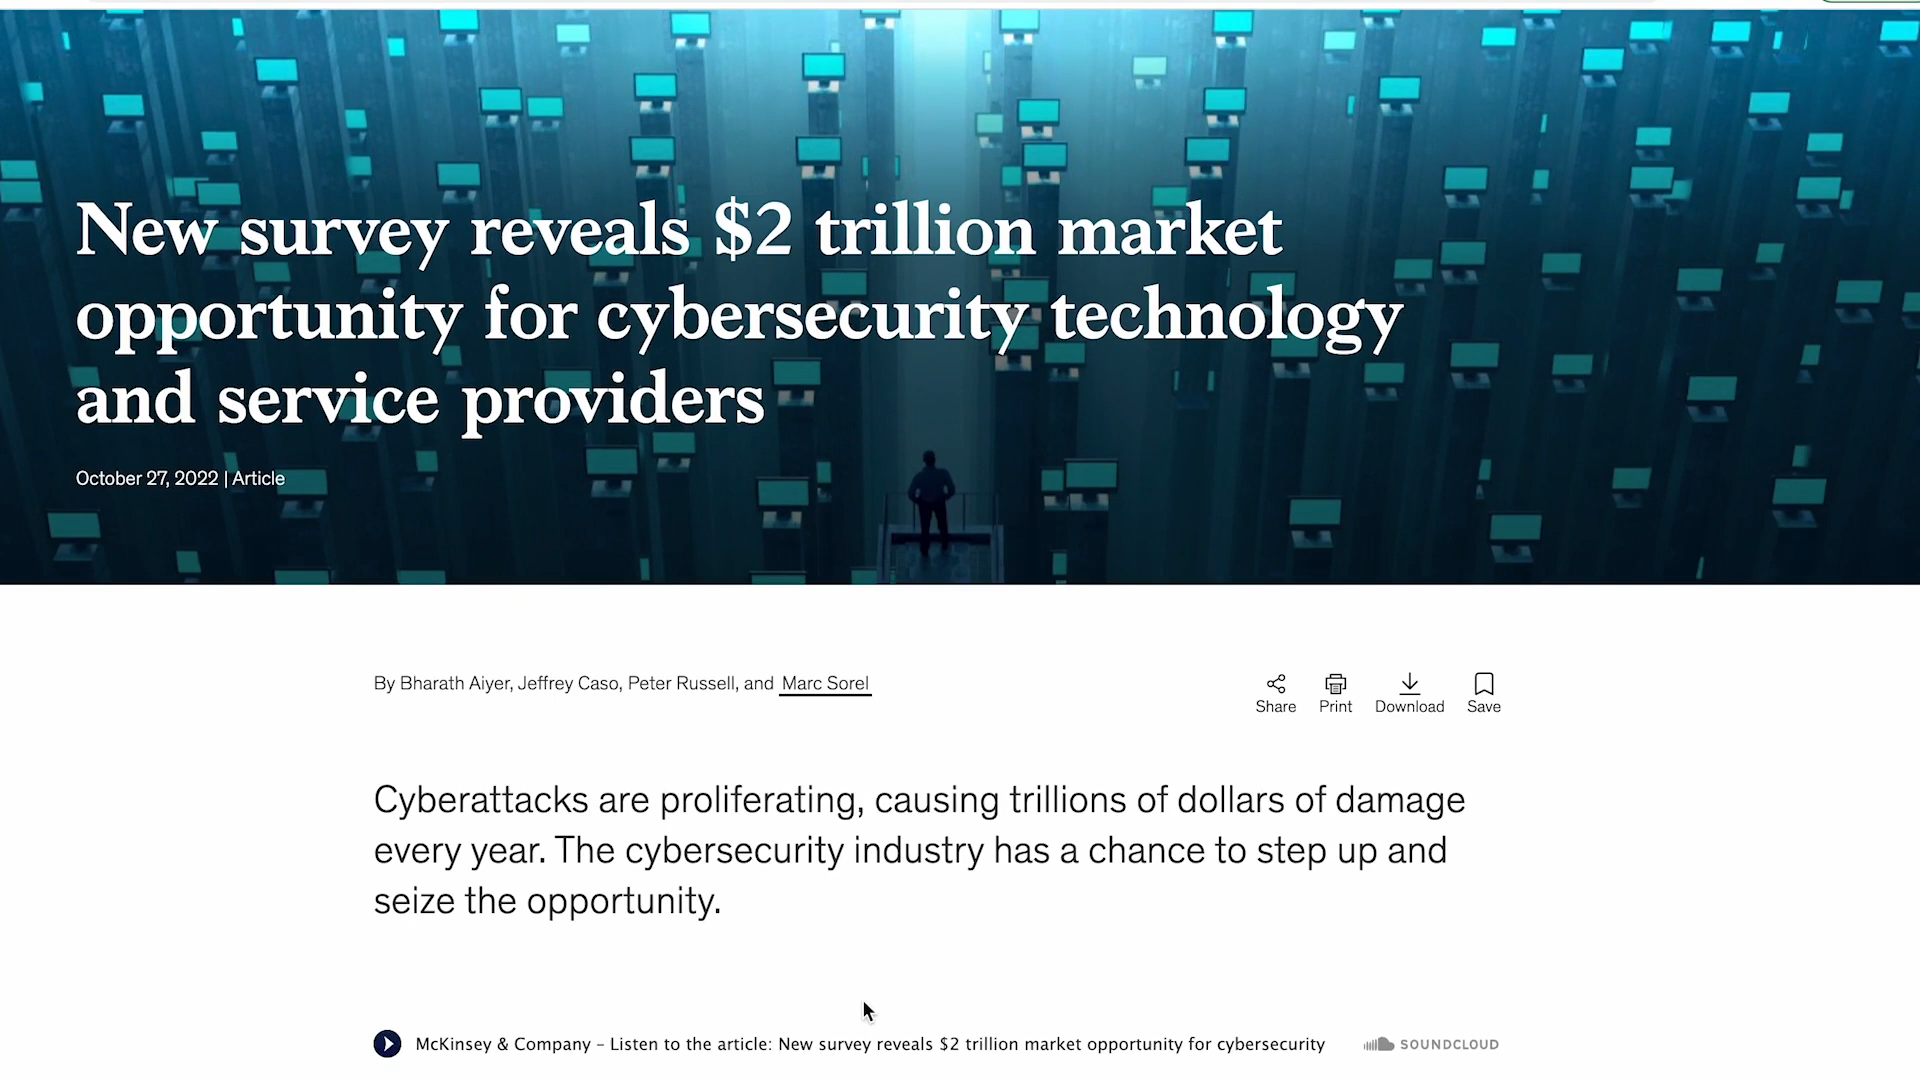 New survey reveals $2 trillion market
opportunity for cybersecurity technology
and service providers
October 27, 2022 | Article
By Bharath Aiyer, Jeffrey Caso, Peter Russell, and Marc Sorel
Share Print Download Save
Cyberattacks are proliferating, causing trillions of dollars of damage
every year. The cybersecurity industry has a chance to step up and
seize the opportunity.
McKinsey & Company – Listen to the article: New survey reveals $2 trillion market opportunity for cybersecurity
SOUNDCLOUD